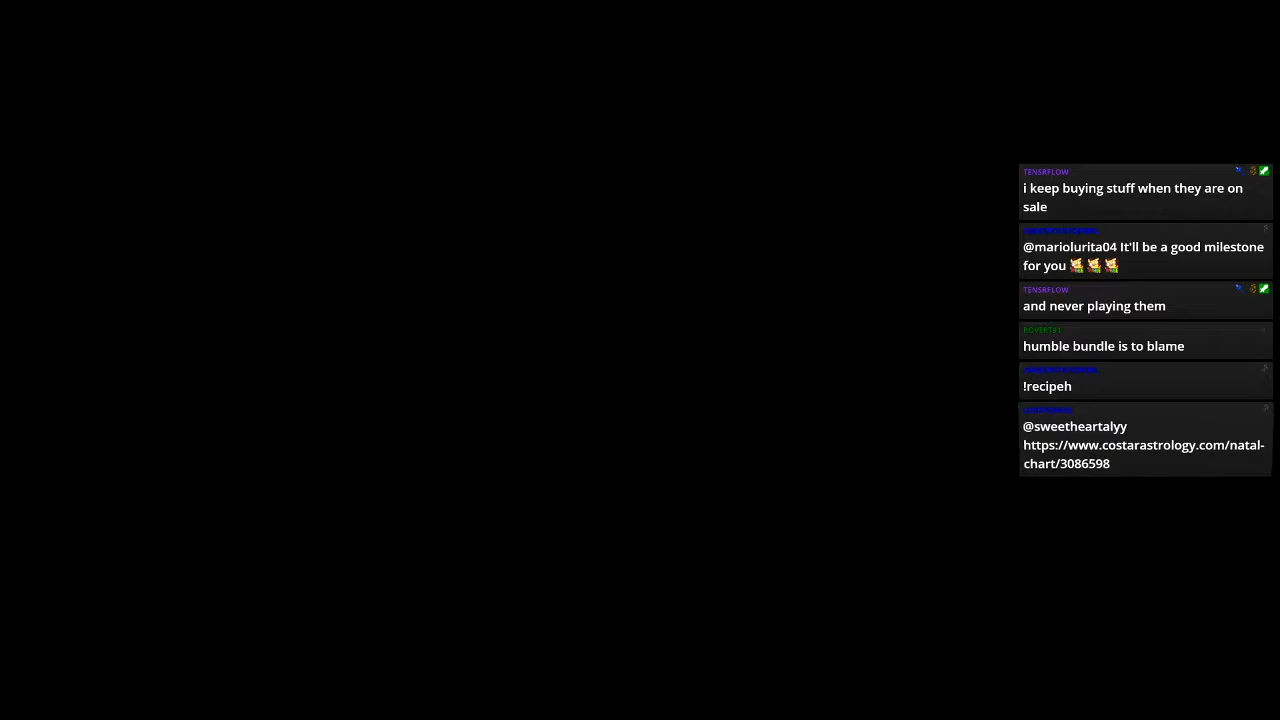 TENSRFLOW
i keep buying stuff when they are on
sale
@mariolurita04 It'll be a good milestone
for you
TENSRFLOW
and never playing them
ROVERT91
humble bundle is to blame
!recipeh
@sweetheartalyy
https://www.costarastrology.com/natal-
chart/3086598